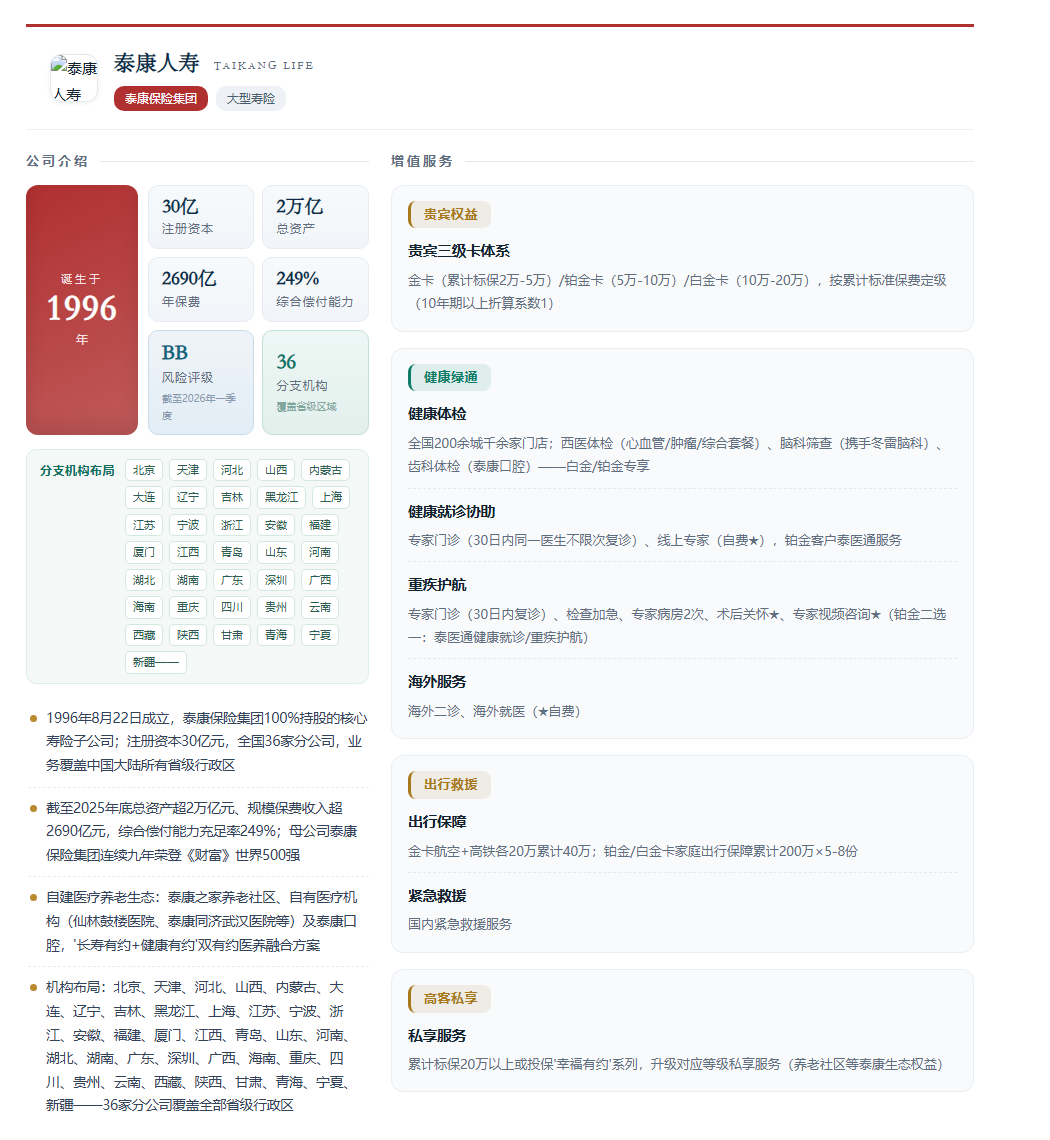 泰康人寿
泰康人寿 TAIKANG LIFE
泰康保险集团 大型寿险
公司介绍
诞生于
1996
年
30亿
注册资本
2万亿
总资产
2690亿
年保费
249%
综合偿付能力
BB
风险评级
截至2026年一季
度
36
分支机构
覆盖省级区域
分支机构布局 北京 天津 河北 山西 内蒙古
大连 辽宁 吉林 黑龙江 上海
江苏 宁波 浙江 安徽 福建
厦门 江西 青岛 山东 河南
湖北 湖南 广东 深圳 广西
海南 重庆 四川 贵州 云南
西藏 陕西 甘肃 青海 宁夏
新疆——
1996年8月22日成立，泰康保险集团100%持股的核心
寿险子公司；注册资本30亿元，全国36家分公司，业
务覆盖中国大陆所有省级行政区
截至2025年底总资产超2万亿元、规模保费收入超
2690亿元，综合偿付能力充足率249%；母公司泰康
保险集团连续九年荣登《财富》世界500强
自建医疗养老生态：泰康之家养老社区、自有医疗机
构（仙林鼓楼医院、泰康同济武汉医院等）及泰康口
腔，'长寿有约+健康有约'双有约医养融合方案
机构布局：北京、天津、河北、山西、内蒙古、大
连、辽宁、吉林、黑龙江、上海、江苏、宁波、浙
江、安徽、福建、厦门、江西、青岛、山东、河南、
湖北、湖南、广东、深圳、广西、海南、重庆、四
川、贵州、云南、西藏、陕西、甘肃、青海、宁夏、
新疆——36家分公司覆盖全部省级行政区
增值服务
贵宾权益
贵宾三级卡体系
金卡（累计标保2万-5万）/铂金卡（5万-10万）/白金卡（10万-20万），按累计标准保费定级
（10年期以上折算系数1）
健康绿通
健康体检
全国200余城千余家门店；西医体检（心血管/肿瘤/综合套餐）、脑科筛查（携手冬雷脑科）、
齿科体检（泰康口腔）——白金/铂金专享
健康就诊协助
专家门诊（30日内同一医生不限次复诊）、线上专家（自费★），铂金客户泰医通服务
重疾护航
专家门诊（30日内复诊）、检查加急、专家病房2次、术后关怀★、专家视频咨询★（铂金二选
一：泰医通健康就诊/重疾护航）
海外服务
海外二诊、海外就医（★自费）
出行救援
出行保障
金卡航空+高铁各20万累计40万；铂金/白金卡家庭出行保障累计200万×5-8份
紧急救援
国内紧急救援服务
高客私享
私享服务
累计标保20万以上或投保'幸福有约'系列，升级对应等级私享服务（养老社区等泰康生态权益）